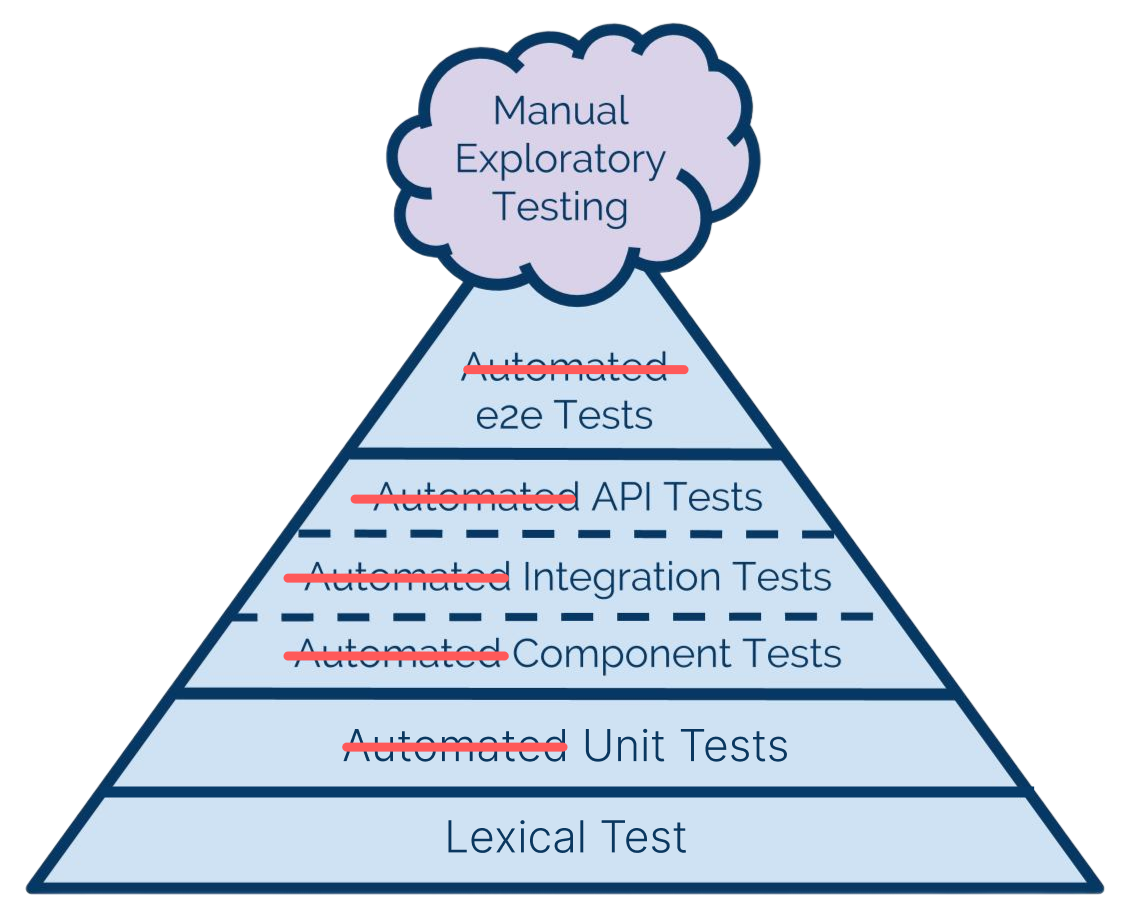 Manual
Exploratory
Testing
Automated
e2e Tests
Automated API Tests
Automated Integration Tests
Automated Component Tests
Automated Unit Tests
Lexical Test